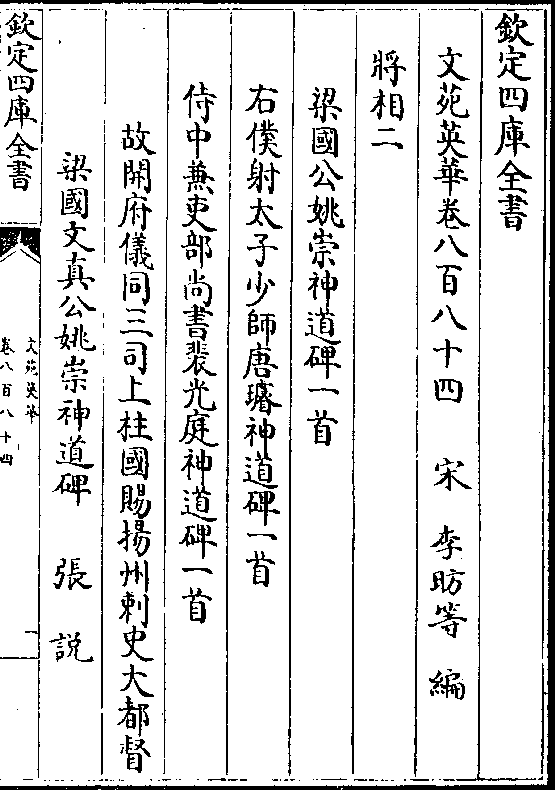 欽定四庫全書
文苑英華卷八百八十四 宋 李昉等 編
將相二
梁國公姚崇神道碑一首
右僕射太子少師唐璿神道碑一首
侍中兼吏部尚書裴光庭神道碑一首
故開府儀同三司上柱國賜揚州刺史大都督
梁國文真公姚崇神道碑 張說
欽定四庫全書
文苑英華
卷八百八十四
一